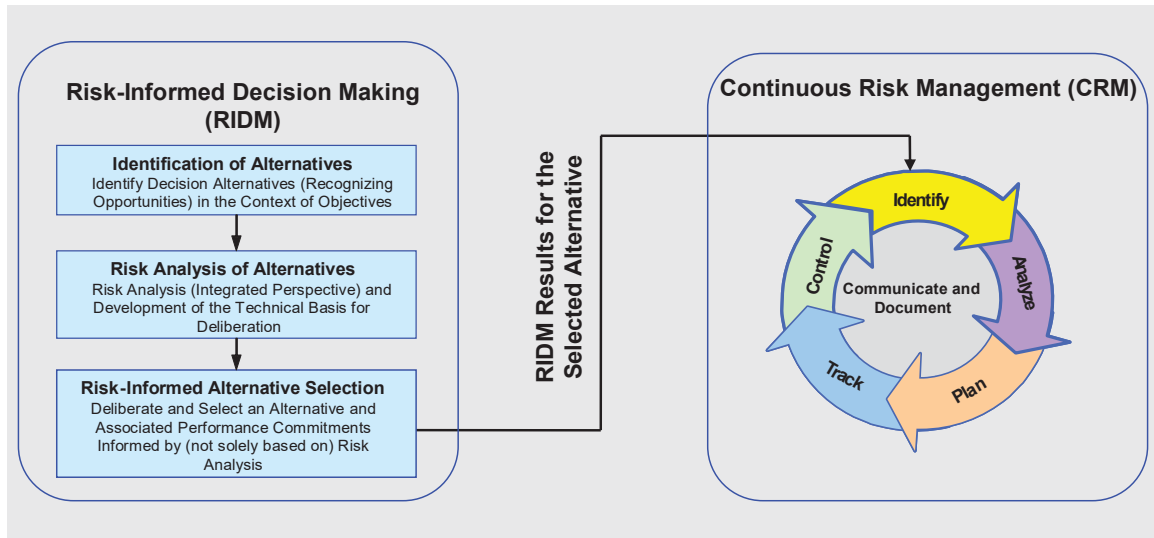 Risk-Informed Decision Making
(RIDM)
Identification of Alternatives
Identify Decision Alternatives (Recognizing
Opportunities) in the Context of Objectives
Risk Analysis of Alternatives
Risk Analysis (Integrated Perspective) and
Development of the Technical Basis for
Deliberation
Risk-Informed Alternative Selection
Deliberate and Select an Alternative and
Associated Performance Commitments
Informed by (not solely based on) Risk
Analysis
RIDM Results for the
Selected Alternative
Continuous Risk Management (CRM)
Identify
Analyze
Plan
Track
Control
Communicate and
Document